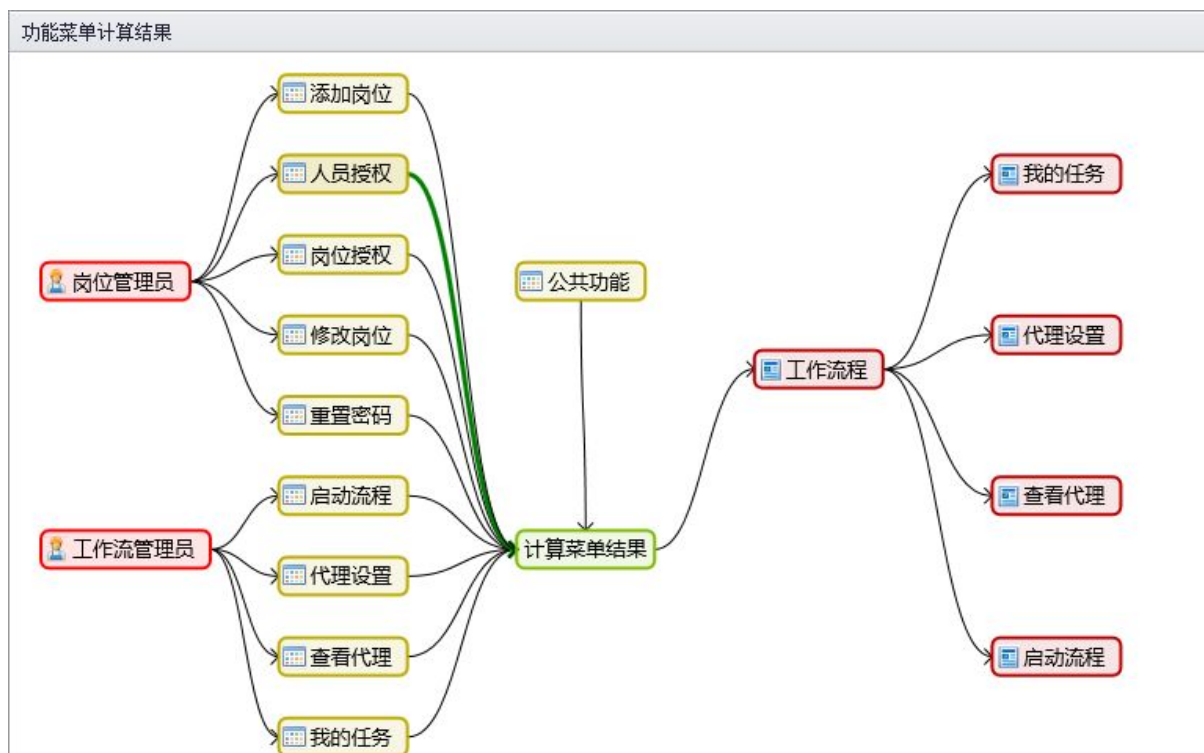 功能菜单计算结果
添加岗位
人员授权
岗位授权
修改岗位
重置密码
启动流程
代理设置
查看代理
我的任务
岗位管理员
工作流管理员
公共功能
计算菜单结果
工作流程
我的任务
代理设置
查看代理
启动流程